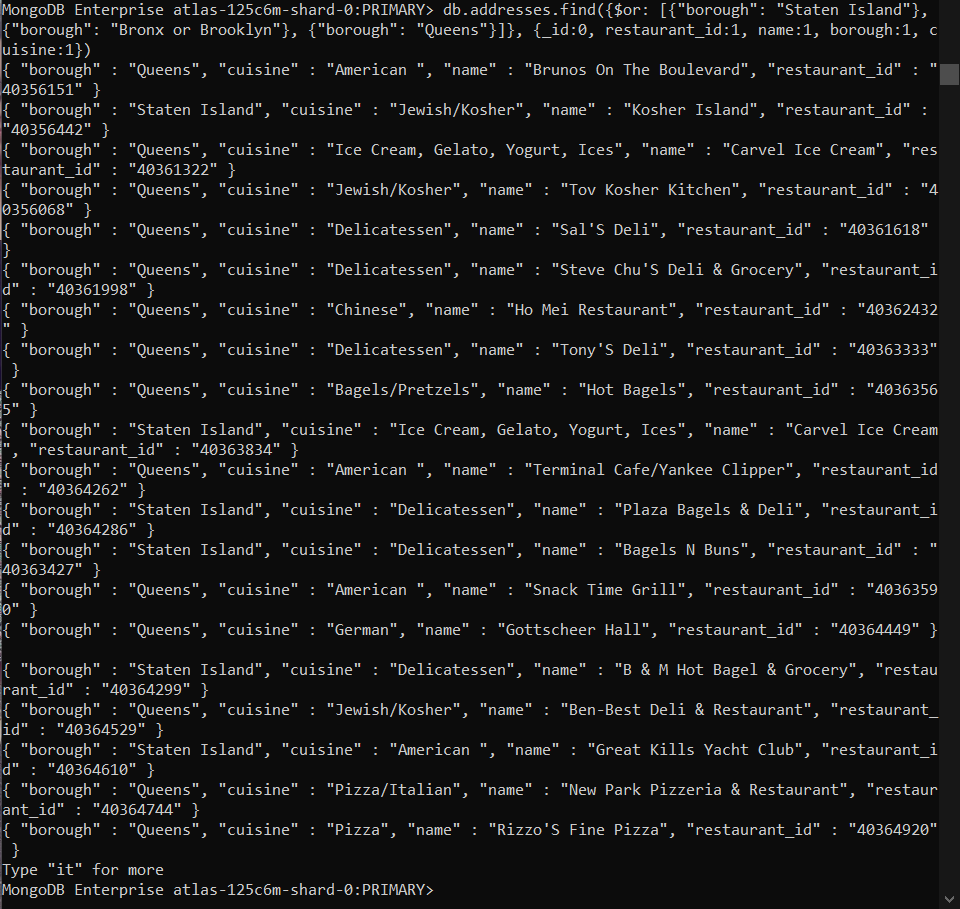 MongoDB Enterprise atlas-125c6m-shard-0:PRIMARY> db.addresses.find({$or: [{"borough": "Staten Island"},
{"borough": "Bronx or Brooklyn"}, {"borough": "Queens"}]}, {_id:0, restaurant_id:1, name:1, borough:1, c
uisine:1})
{ "borough" : "Queens", "cuisine" : "American ", "name" : "Brunos On The Boulevard", "restaurant_id" : "
40356151" }
{ "borough" : "Staten Island", "cuisine" : "Jewish/Kosher", "name" : "Kosher Island", "restaurant_id" :
"40356442" }
{ "borough" : "Queens", "cuisine" : "Ice Cream, Gelato, Yogurt, Ices", "name" : "Carvel Ice Cream", "res
taurant_id" : "40361322" }
{ "borough" : "Queens", "cuisine" : "Jewish/Kosher", "name" : "Tov Kosher Kitchen", "restaurant_id" : "4
0356068" }
{ "borough" : "Queens", "cuisine" : "Delicatessen", "name" : "Sal'S Deli", "restaurant_id" : "40361618"
}
{ "borough" : "Queens", "cuisine" : "Delicatessen", "name" : "Steve Chu'S Deli & Grocery", "restaurant_i
d" : "40361998" }
{ "borough" : "Queens", "cuisine" : "Chinese", "name" : "Ho Mei Restaurant", "restaurant_id" : "40362432
" }
{ "borough" : "Queens", "cuisine" : "Delicatessen", "name" : "Tony'S Deli", "restaurant_id" : "40363333"
 }
{ "borough" : "Queens", "cuisine" : "Bagels/Pretzels", "name" : "Hot Bagels", "restaurant_id" : "4036356
5" }
{ "borough" : "Staten Island", "cuisine" : "Ice Cream, Gelato, Yogurt, Ices", "name" : "Carvel Ice Cream
", "restaurant_id" : "40363834" }
{ "borough" : "Queens", "cuisine" : "American ", "name" : "Terminal Cafe/Yankee Clipper", "restaurant_id
" : "40364262" }
{ "borough" : "Staten Island", "cuisine" : "Delicatessen", "name" : "Plaza Bagels & Deli", "restaurant_i
d" : "40364286" }
{ "borough" : "Staten Island", "cuisine" : "Delicatessen", "name" : "Bagels N Buns", "restaurant_id" : "
40363427" }
{ "borough" : "Queens", "cuisine" : "American ", "name" : "Snack Time Grill", "restaurant_id" : "4036359
0" }
{ "borough" : "Queens", "cuisine" : "German", "name" : "Gottscheer Hall", "restaurant_id" : "40364449" }
{ "borough" : "Staten Island", "cuisine" : "Delicatessen", "name" : "B & M Hot Bagel & Grocery", "restau
rant_id" : "40364299" }
{ "borough" : "Queens", "cuisine" : "Jewish/Kosher", "name" : "Ben-Best Deli & Restaurant", "restaurant_
id" : "40364529" }
{ "borough" : "Staten Island", "cuisine" : "American ", "name" : "Great Kills Yacht Club", "restaurant_i
d" : "40364610" }
{ "borough" : "Queens", "cuisine" : "Pizza/Italian", "name" : "New Park Pizzeria & Restaurant", "restaur
ant_id" : "40364744" }
{ "borough" : "Queens", "cuisine" : "Pizza", "name" : "Rizzo'S Fine Pizza", "restaurant_id" : "40364920"
 }
Type "it" for more
MongoDB Enterprise atlas-125c6m-shard-0:PRIMARY>